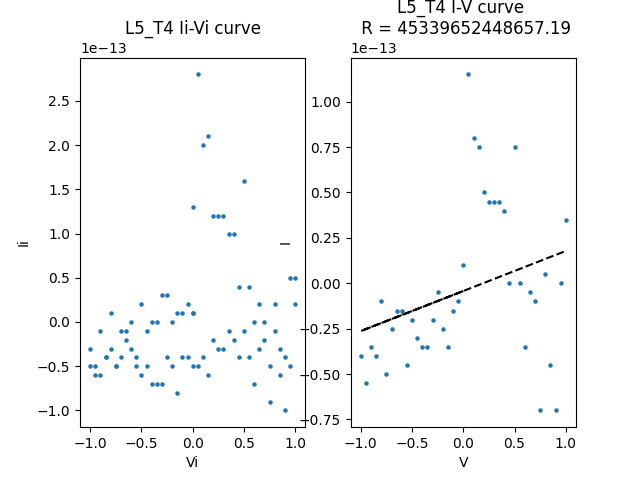 L5_T4 Ii-Vi curve
1e−13
2.5
2.0
1.5
1.0
0.5
0.0
−0.5
−1.0
Ii
−1.0 −0.5 0.0 0.5 1.0
Vi
L5_T4 I-V curve
R = 45339652448657.19
1e−13
1.00
0.75
0.50
0.25
0.00
−0.25
−0.50
−0.75
I
−1.0 −0.5 0.0 0.5 1.0
V